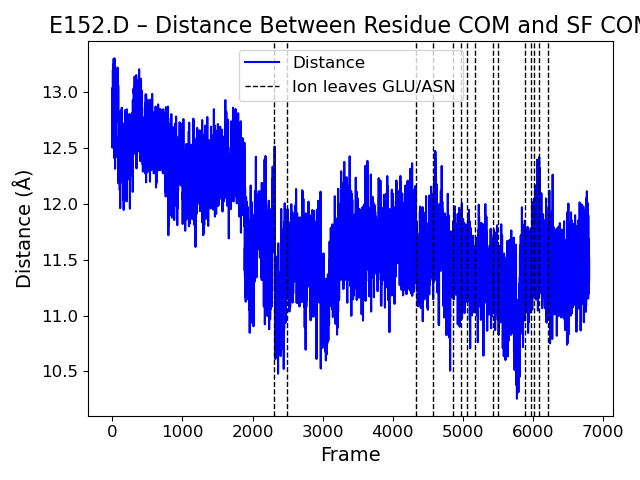 E152.D – Distance Between Residue COM and SF COM
Distance
Ion leaves GLU/ASN
Distance (Å)
13.0
12.5
12.0
11.5
11.0
10.5
0 1000 2000 3000 4000 5000 6000 7000
Frame